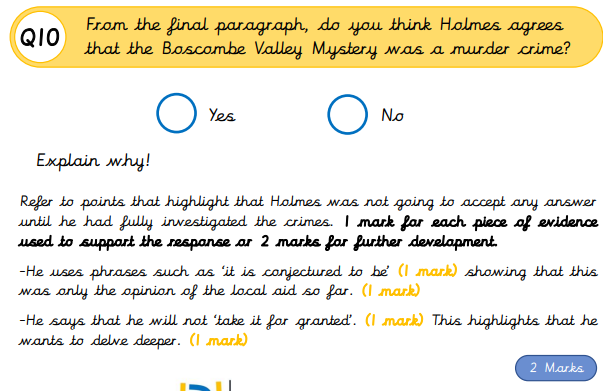 Q10
From the final paragraph, do you think Holmes agrees
that the Boscombe Valley Mystery was a murder crime?
Yes
No
Explain why!
Refer to points that highlight that Holmes was not going to accept any answer
until he had fully investigated the crimes. 1 mark for each piece of evidence
used to support the response or 2 marks for further development.
-He uses phrases such as 'it is conjectured to be' (1 mark) showing that this
was only the opinion of the local aid so far. (1 mark)
-He says that he will not 'take it for granted'. (1 mark) This highlights that he
wants to delve deeper. (1 mark)
2 Marks